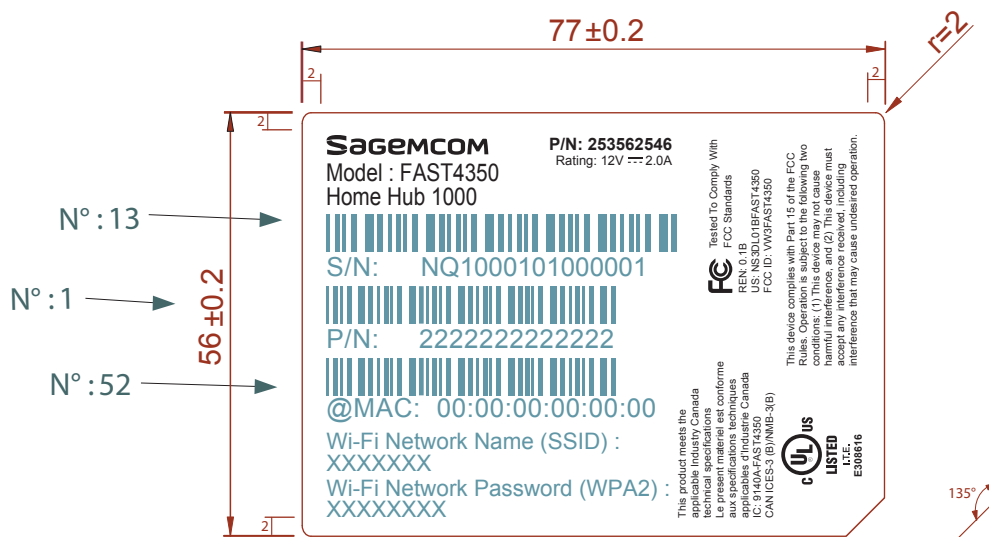 77±0.2
r=2
2
2
2
SAGEMCOM
P/N: 253562546
Rating: 12V ⎓ 2.0A
Model : FAST4350
Home Hub 1000
N° : 13
S/N: NQ1000101000001
N° : 1
56±0.2
P/N: 2222222222222
N° : 52
@MAC: 00:00:00:00:00:00
Wi-Fi Network Name (SSID) :
XXXXXXX
Wi-Fi Network Password (WPA2) :
XXXXXXXX
2
FC
Tested To Comply With
FCC Standards
REN: 0.1B
US: NS3DL01BFAST4350
FCC ID: VW3FAST4350
This device complies with Part 15 of the FCC
Rules. Operation is subject to the following two
conditions: (1) This device may not cause
harmful interference, and (2) This device must
accept any interference received, including
interference that may cause undesired operation.
This product meets the
applicable Industry Canada
technical specifications
Le present materiel est conforme
aux specifications techniques
applicables d'Industrie Canada
IC: 9140A-FAST4350
CAN ICES-3 (B)/NMB-3(B)
C UL US
®
LISTED
I.T.E.
E308616
135°